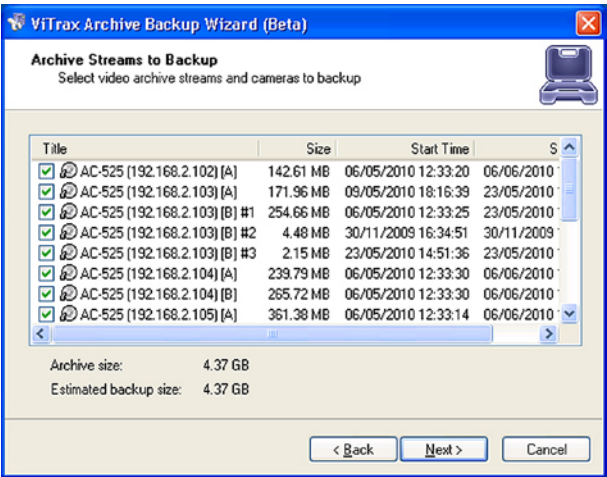 ViTrax Archive Backup Wizard (Beta)
Archive Streams to Backup
Select video archive streams and cameras to backup
Title Size Start Time S
AC-525 (192.168.2.102) [A] 142.61 MB 06/05/2010 12:33:20 06/06/2010
AC-525 (192.168.2.103) [A] 171.96 MB 09/05/2010 18:16:39 23/05/2010
AC-525 (192.168.2.103) [B] #1 254.66 MB 06/05/2010 12:33:25 23/05/2010
AC-525 (192.168.2.103) [B] #2 4.48 MB 30/11/2009 16:34:51 30/11/2009
AC-525 (192.168.2.103) [B] #3 2.15 MB 23/05/2010 14:51:36 23/05/2010
AC-525 (192.168.2.104) [A] 239.79 MB 06/05/2010 12:33:30 06/06/2010
AC-525 (192.168.2.104) [B] 265.72 MB 06/05/2010 12:33:30 06/06/2010
AC-525 (192.168.2.105) [A] 361.38 MB 06/05/2010 12:33:14 06/06/2010
Archive size: 4.37 GB
Estimated backup size: 4.37 GB
< Back Next > Cancel